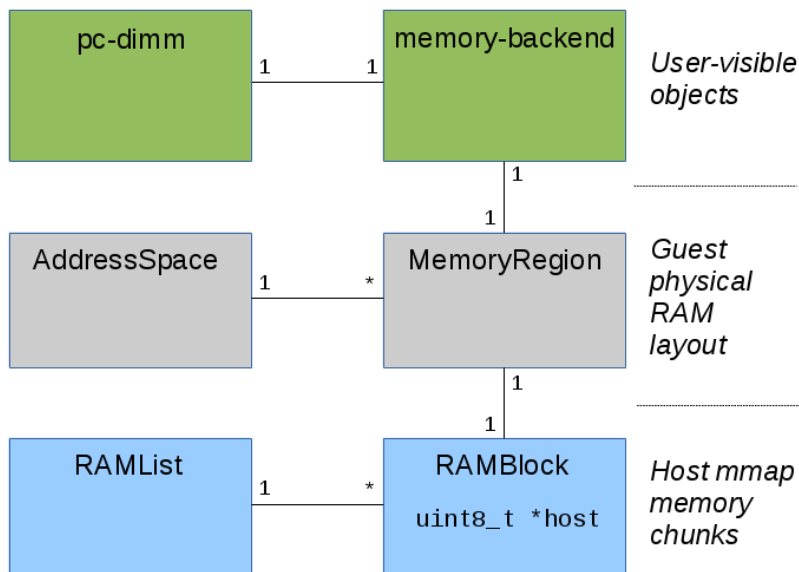 pc-dimm
1
1
memory-backend
User-visible
objects
1
1
AddressSpace
1
*
MemoryRegion
Guest
physical
RAM
layout
1
1
RAMList
1
*
RAMBlock
uint8_t *host
Host mmap
memory
chunks